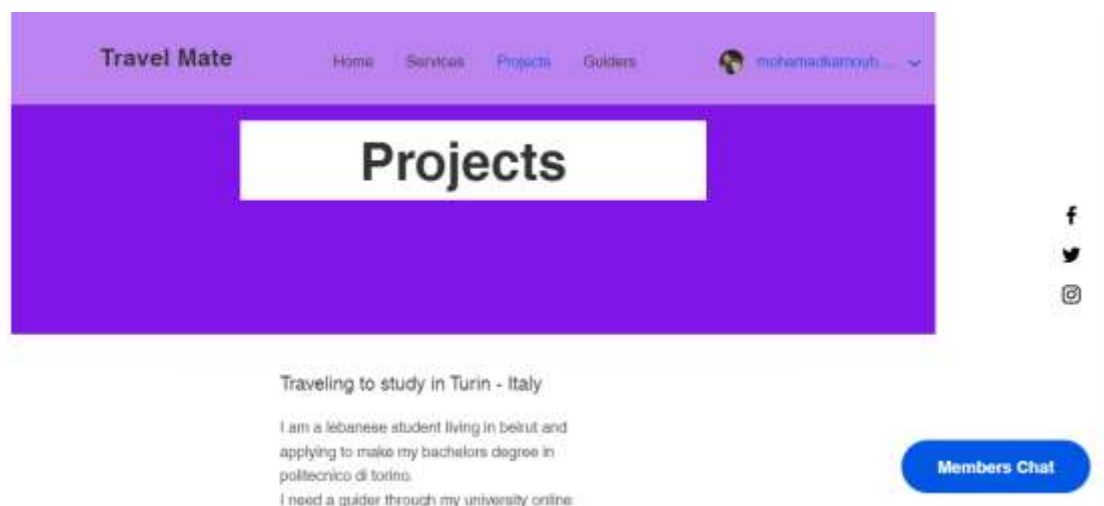 Travel Mate
Home Services Projects Guiders
Projects
Traveling to study in Turin - Italy
I am a lebanese student living in beirut and
applying to make my bachelors degree in
politecnico di torino.
I need a guider through my university online
Members Chat